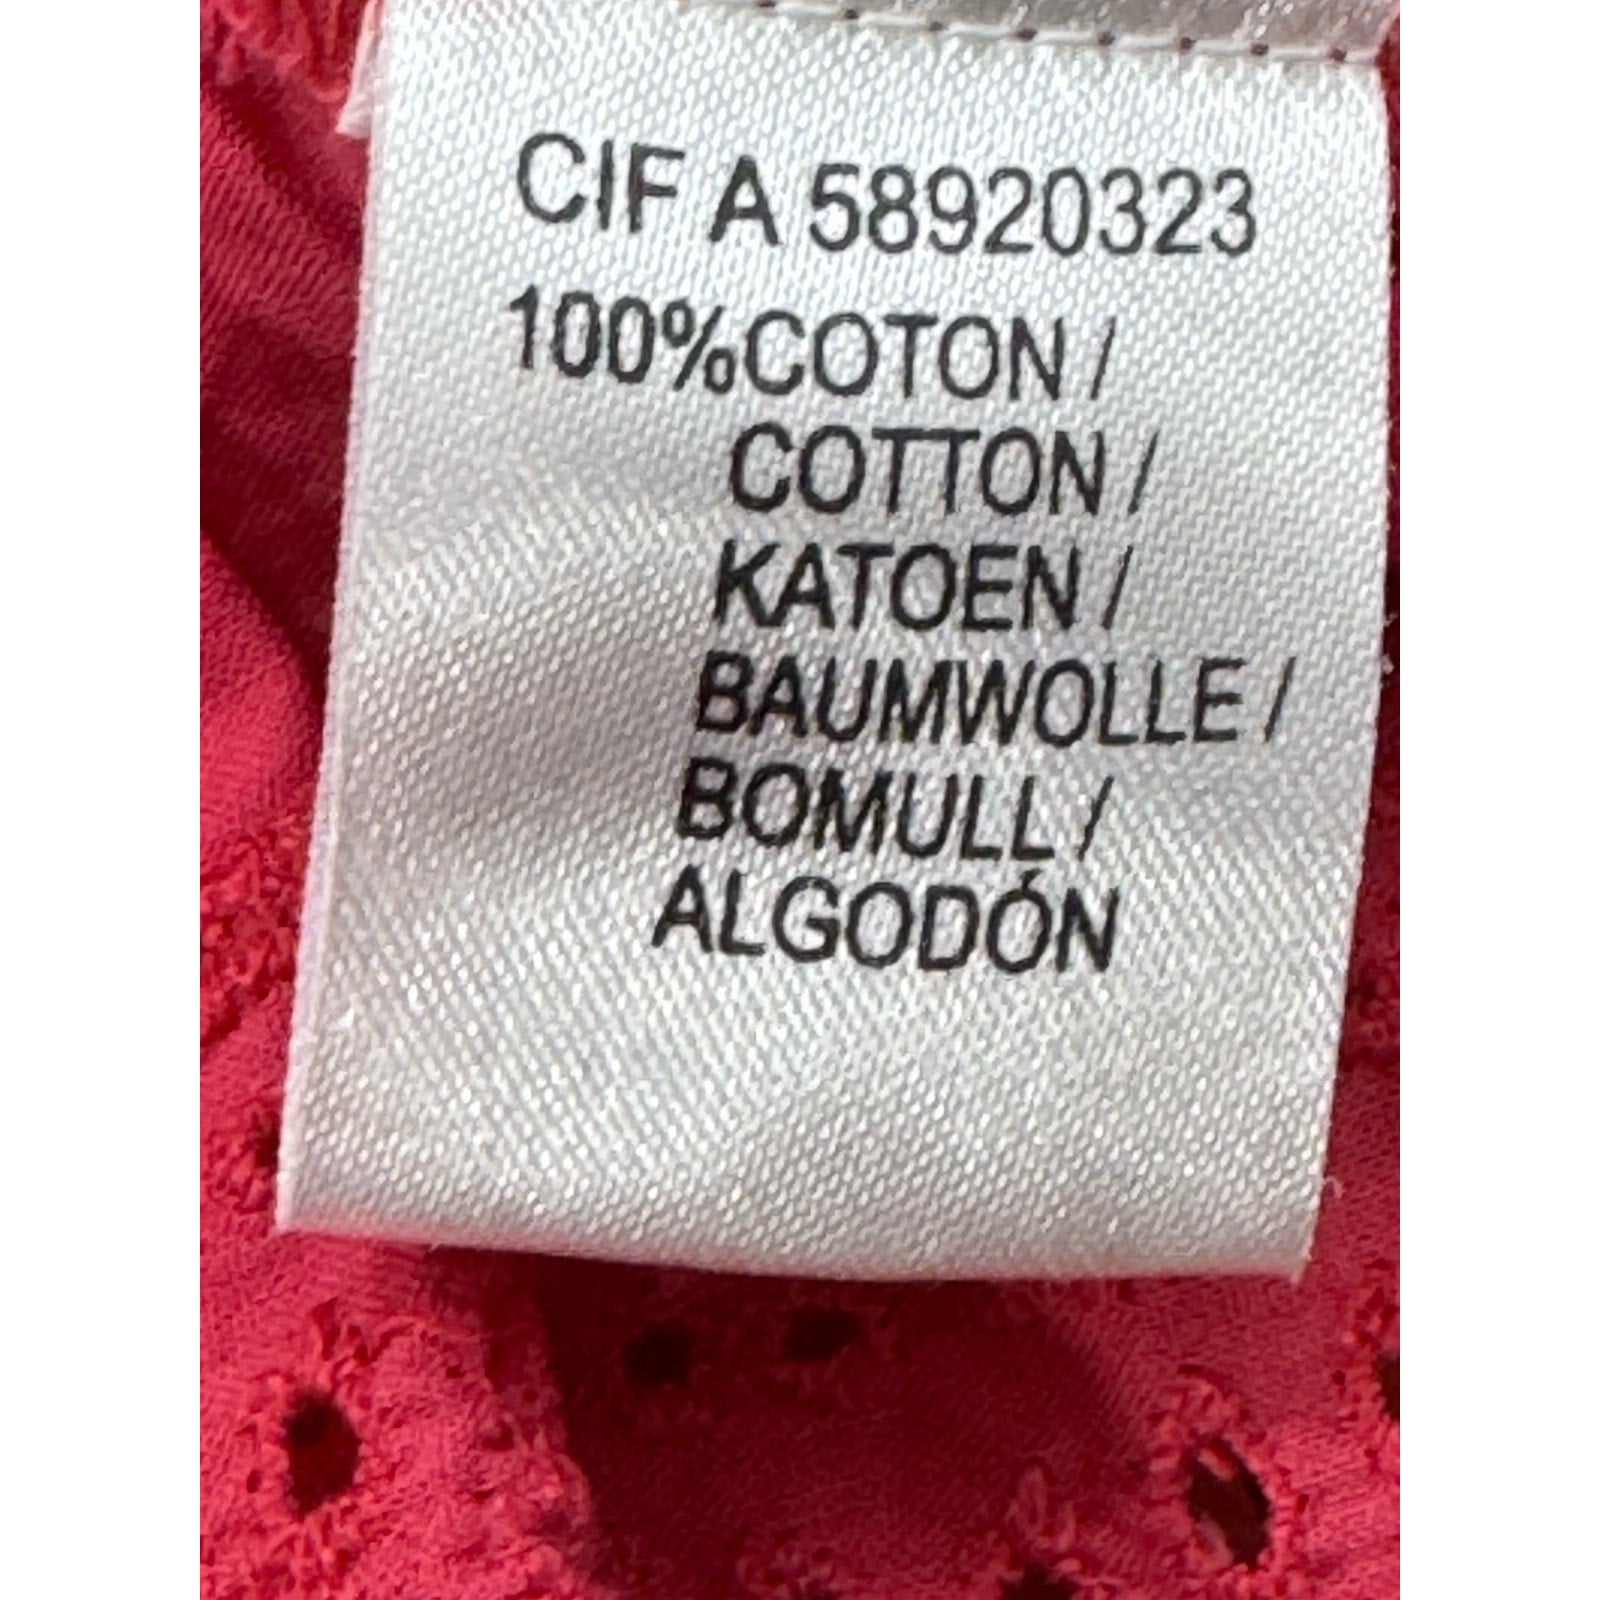 CIF A 58920323
100%COTON /
COTTON /
KATOEN /
BAUMWOLLE /
BOMULL /
ALGODÓN